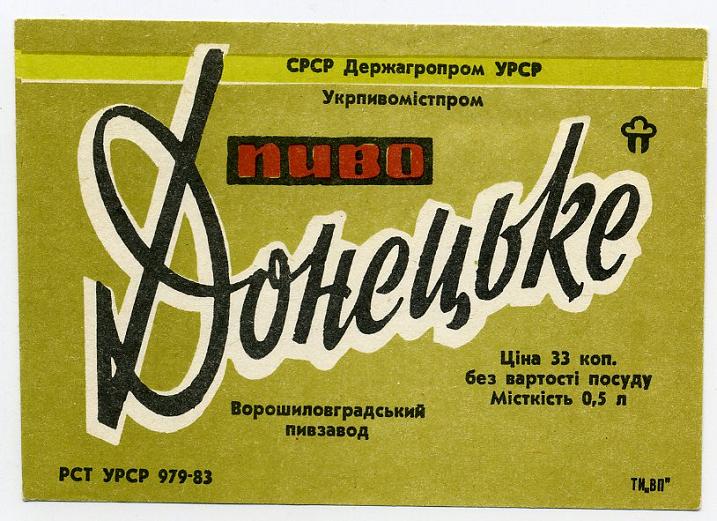 СРСР Держагропром УРСР
Укрпивомістпром
пиво
Донецьке
Ціна 33 коп.
без вартості посуду
Місткість 0,5 л
Ворошиловградський
пивзавод
РСТ УРСР 979-83
ТИ„ВП"